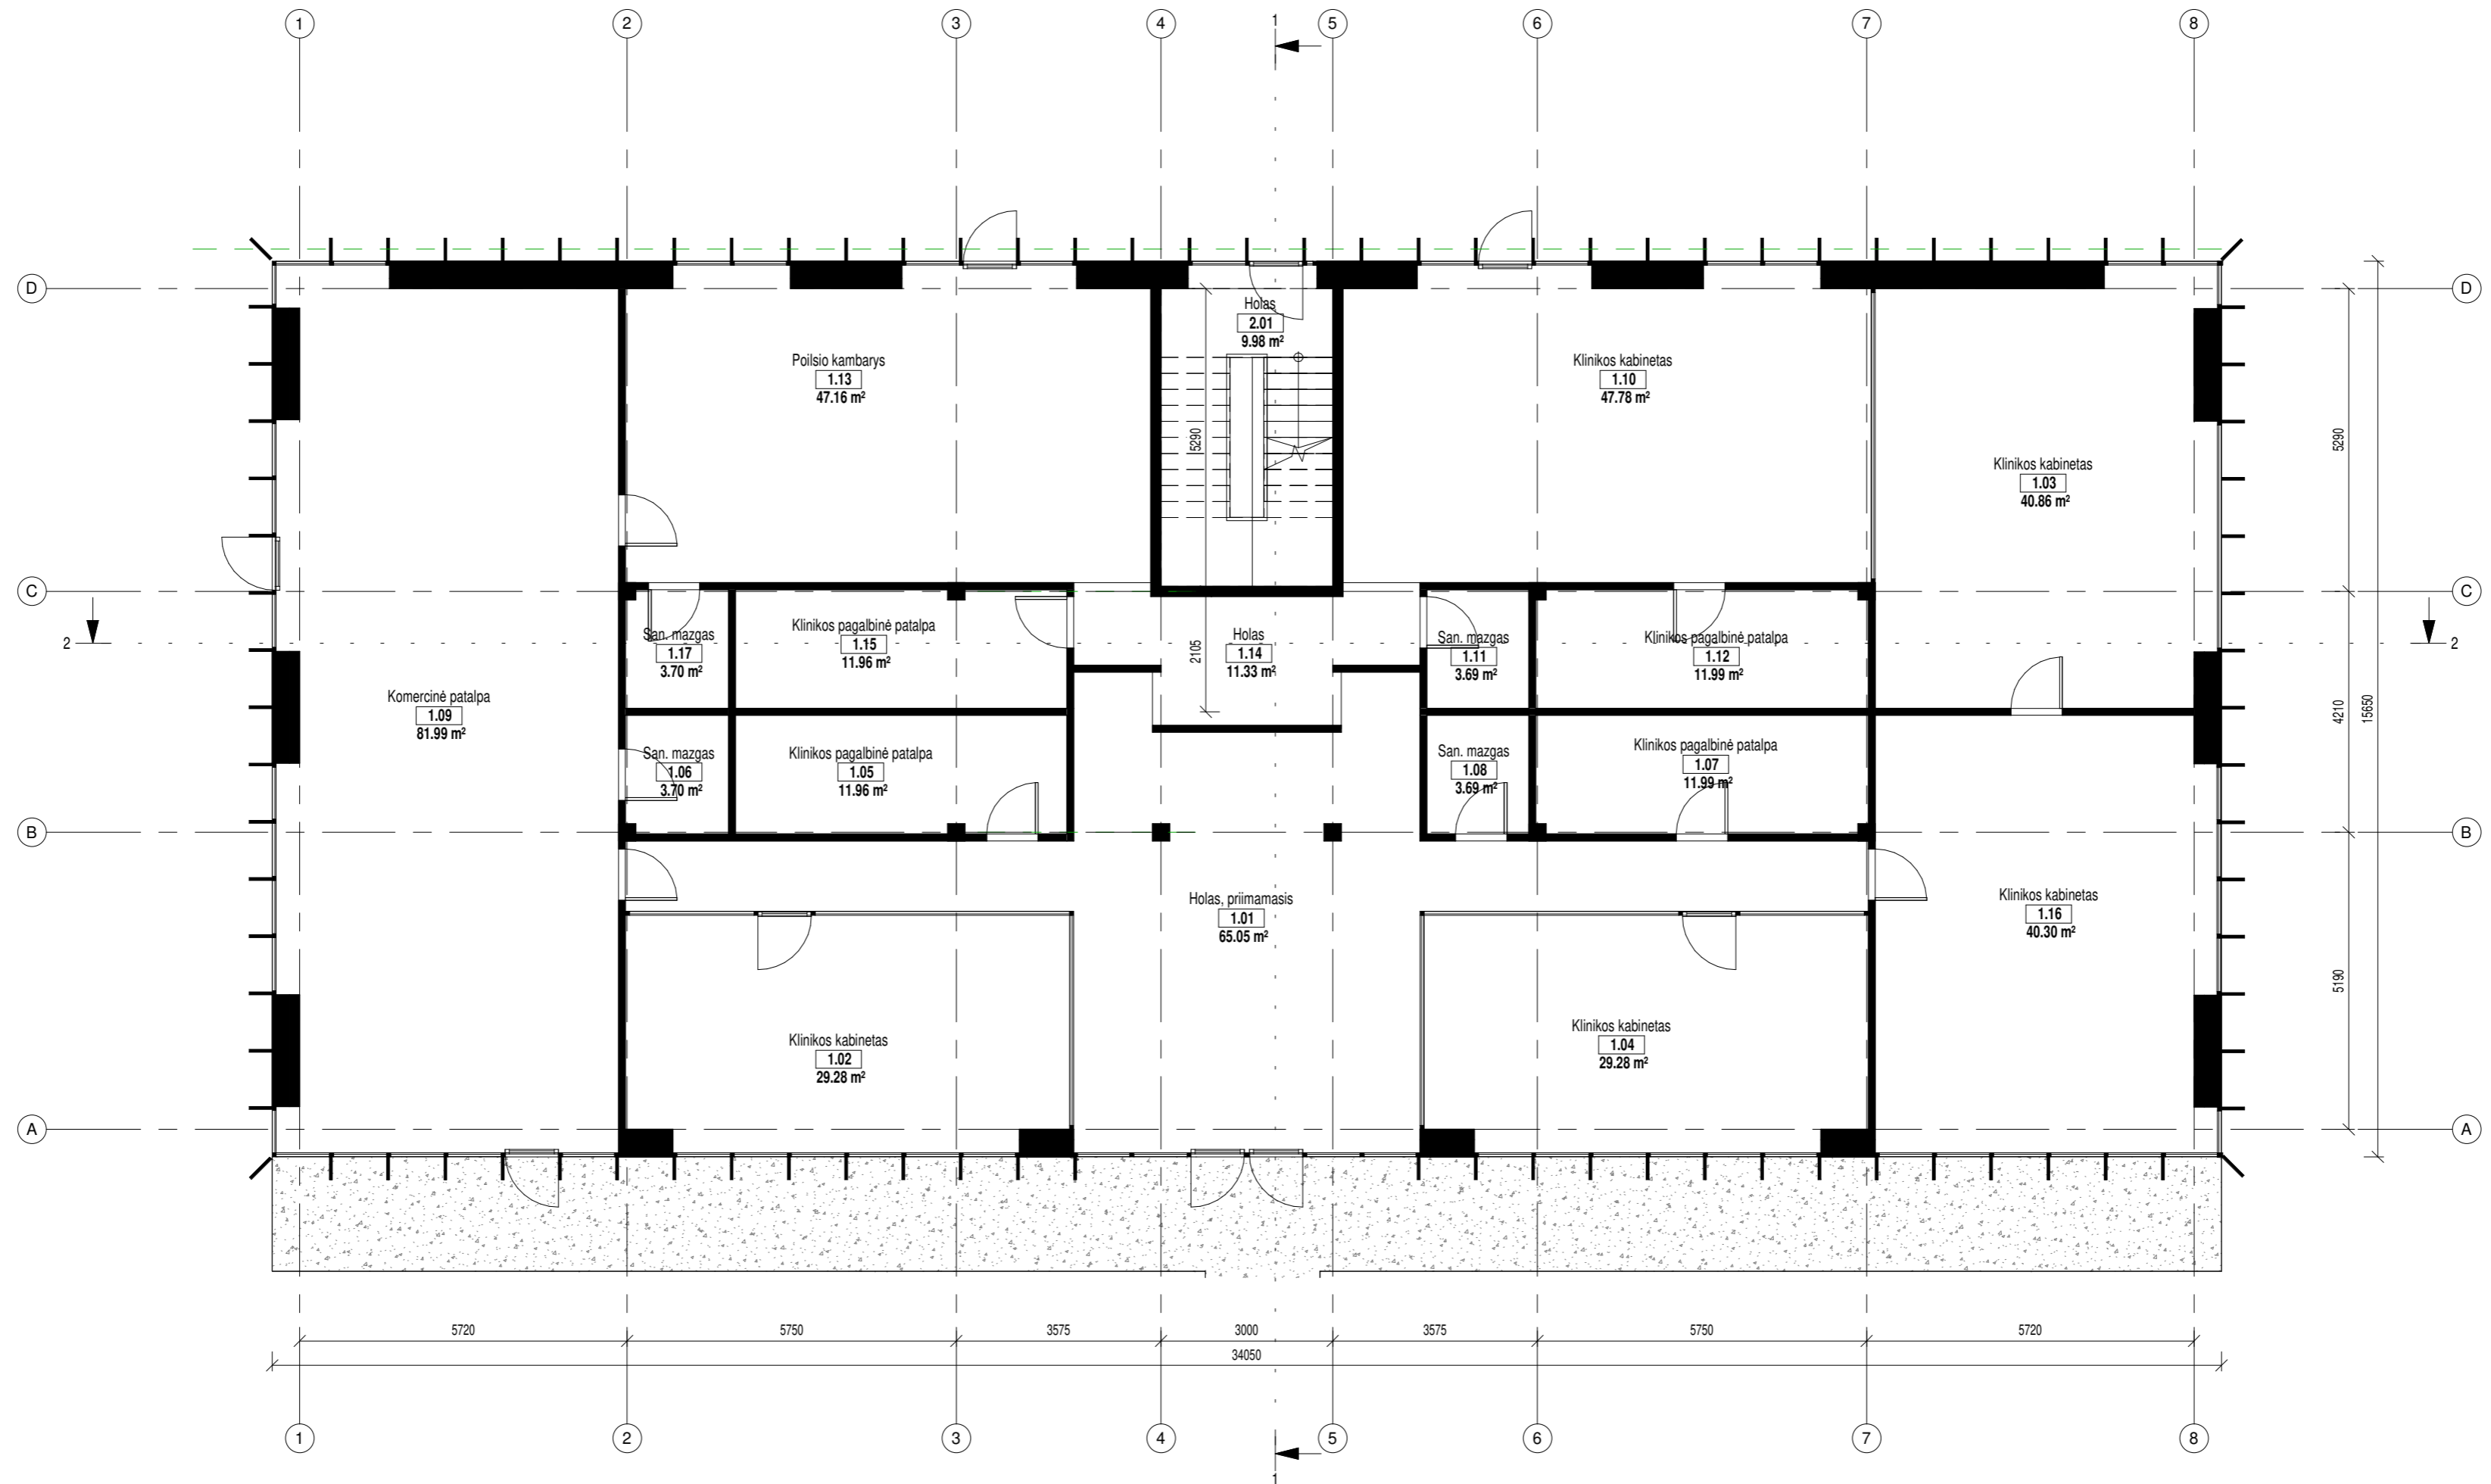 1 2 3 4 1 5 6 7 8
D D
Holas
2.01
9.98 m²
Poilsio kambarys
1.13
47.16 m²
Klinikos kabinetas
1.10
47.78 m²
5290
5290
Klinikos kabinetas
1.03
40.86 m²
C C
San. mazgas
1.17
3.70 m²
Klinikos pagalbinė patalpa
1.15
11.96 m²
2105
Holas
1.14
11.33 m²
San. mazgas
1.11
3.69 m²
Klinikos pagalbinė patalpa
1.12
11.99 m²
2 2
Komercinė patalpa
1.09
81.99 m²
4210
15650
San. mazgas
1.06
3.70 m²
Klinikos pagalbinė patalpa
1.05
11.96 m²
San. mazgas
1.08
3.69 m²
Klinikos pagalbinė patalpa
1.07
11.99 m²
B B
Holas, priimamasis
1.01
65.05 m²
Klinikos kabinetas
1.16
40.30 m²
5190
Klinikos kabinetas
1.02
29.28 m²
Klinikos kabinetas
1.04
29.28 m²
A A
5720 5750 3575 3000 3575 5750 5720
34050
1 2 3 4 5 6 7 8
1